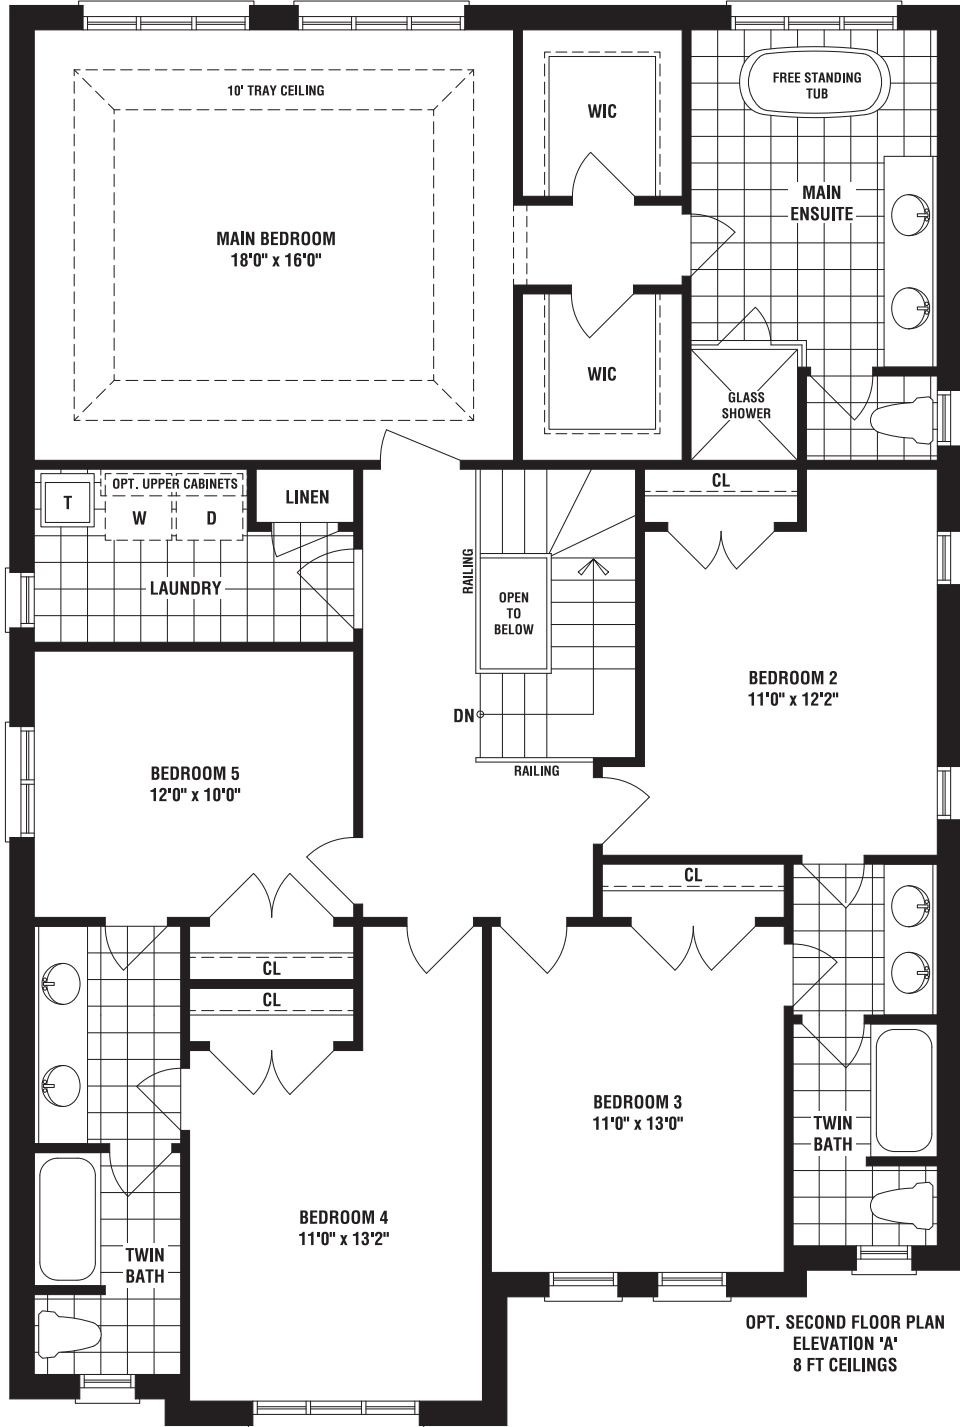 10' TRAY CEILING
MAIN BEDROOM
18'0" x 16'0"
WIC
FREE STANDING
TUB
MAIN
ENSUITE
WIC
GLASS
SHOWER
T
OPT. UPPER CABINETS
W
D
LINEN
LAUNDRY
RAILING
OPEN
TO
BELOW
DN
RAILING
CL
BEDROOM 2
11'0" x 12'2"
BEDROOM 5
12'0" x 10'0"
CL
CL
CL
BEDROOM 3
11'0" x 13'0"
TWIN
BATH
BEDROOM 4
11'0" x 13'2"
TWIN
BATH
OPT. SECOND FLOOR PLAN
ELEVATION 'A'
8 FT CEILINGS